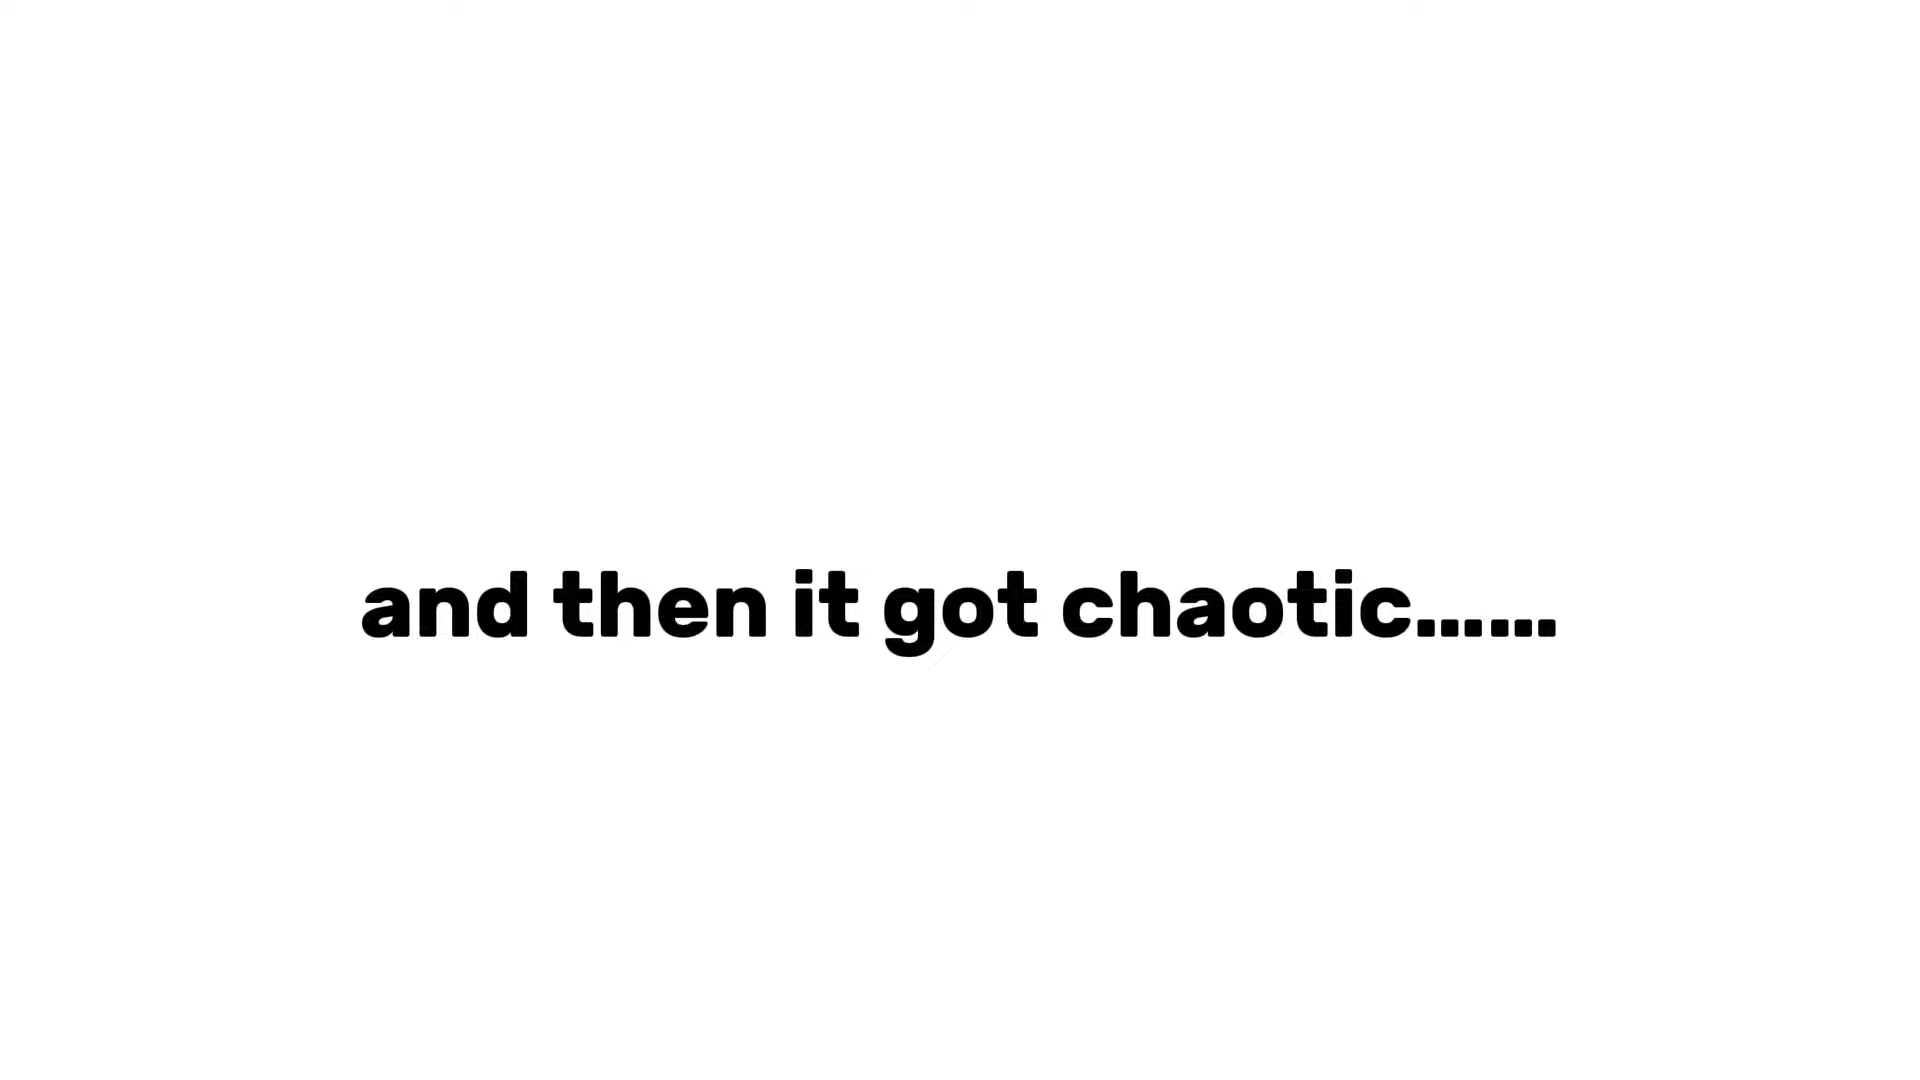 and then it got chaotic......